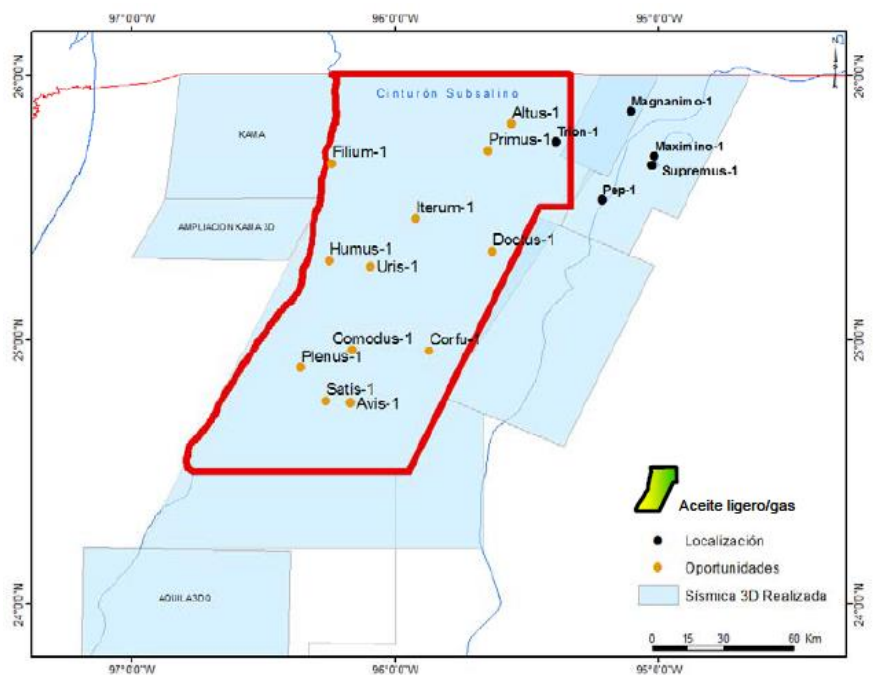 97°0'0"W 96°0'0"W 95°0'0"W
26°0'0"N
26°0'0"N
Cinturón Subsalino
Magnanimo-1
Altus-1
KAMA
Primus-1
Trion-1
Filium-1
Maximino-1
Supremus-1
Pep-1
Iterum-1
AMPLIACION KAMA 3D
Doctus-1
Humus-1
Uris-1
25°0'0"N
25°0'0"N
Comodus-1
Corfu-1
Plenus-1
Satis-1
Avis-1
Aceite ligero/gas
Localización
Oportunidades
Sísmica 3D Realizada
24°0'0"N
24°0'0"N
0 15 30 60 Km
97°0'0"W 96°0'0"W